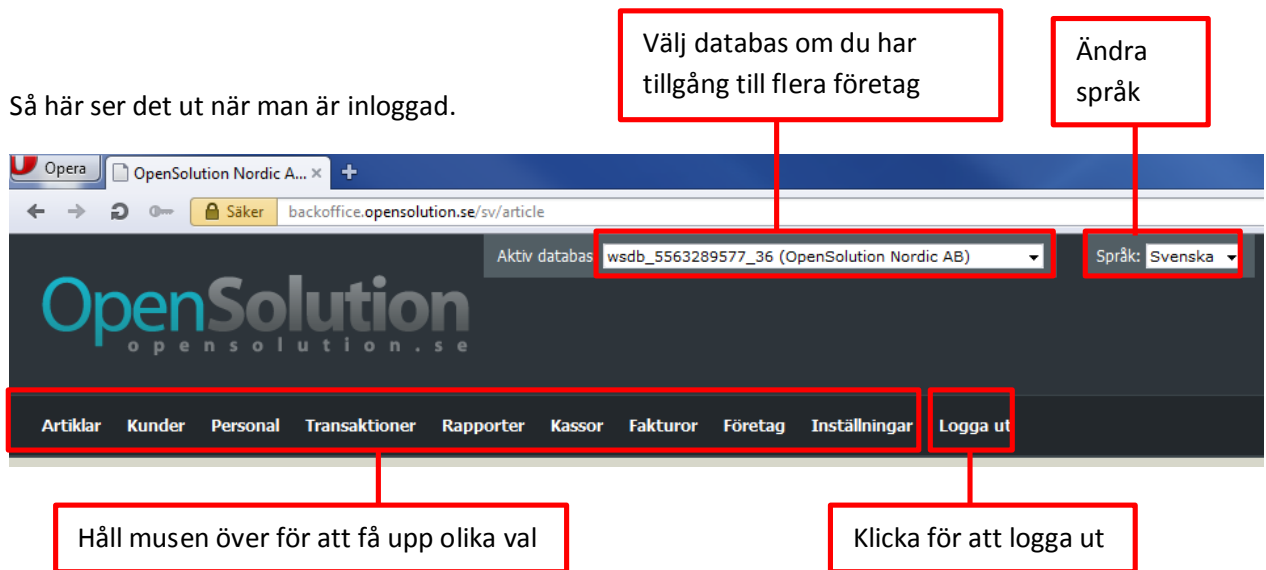 Välj databas om du har
tillgång till flera företag
Ändra
språk
Så här ser det ut när man är inloggad.
Opera
OpenSolution Nordic A...
Säker
backoffice.opensolution.se/sv/article
Aktiv databas
wsdb_5563289577_36 (OpenSolution Nordic AB)
Språk: Svenska
OpenSolution
opensolution.se
Artiklar Kunder Personal Transaktioner Rapporter Kassor Fakturor Företag Inställningar Logga ut
Håll musen över för att få upp olika val
Klicka för att logga ut